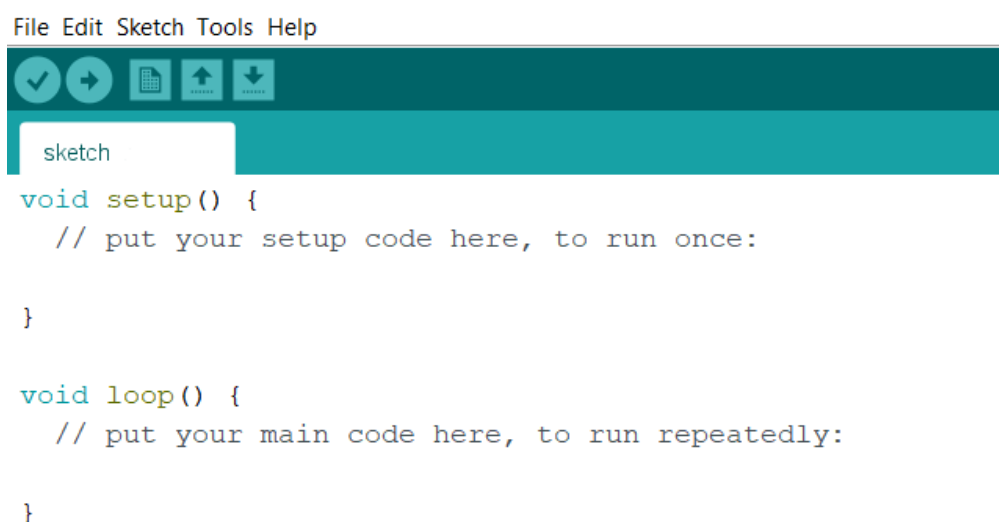 File Edit Sketch Tools Help
sketch
void setup() {
  // put your setup code here, to run once:
}
void loop() {
  // put your main code here, to run repeatedly:
}